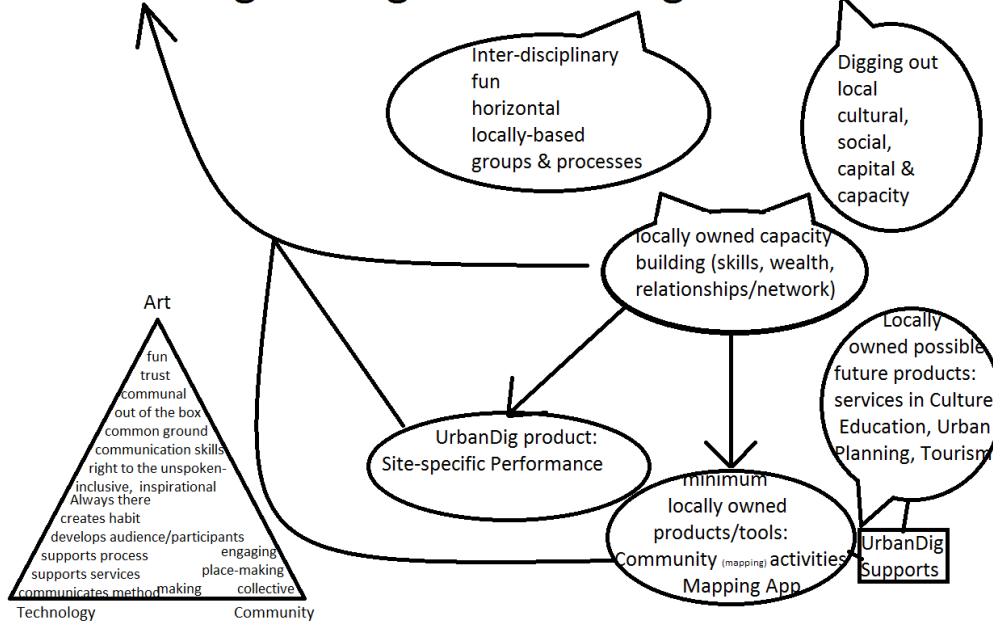 Inter-disciplinary
fun
horizontal
locally-based
groups & processes
Digging out
local
cultural,
social,
capital &
capacity
locally owned capacity
building (skills, wealth,
relationships/network)
Art
fun
trust
communal
out of the box
common ground
communication skills
right to the unspoken-
inclusive, inspirational
Always there
creates habit
develops audience/participants
supports process
supports services
communicates method
engaging
place-making
making collective
Technology
Community
UrbanDig product:
Site-specific Performance
minimum
locally owned
products/tools:
Community (mapping) activities
Mapping App
Locally
owned possible
future products:
services in Culture
Education, Urban
Planning, Tourism
UrbanDig
Supports